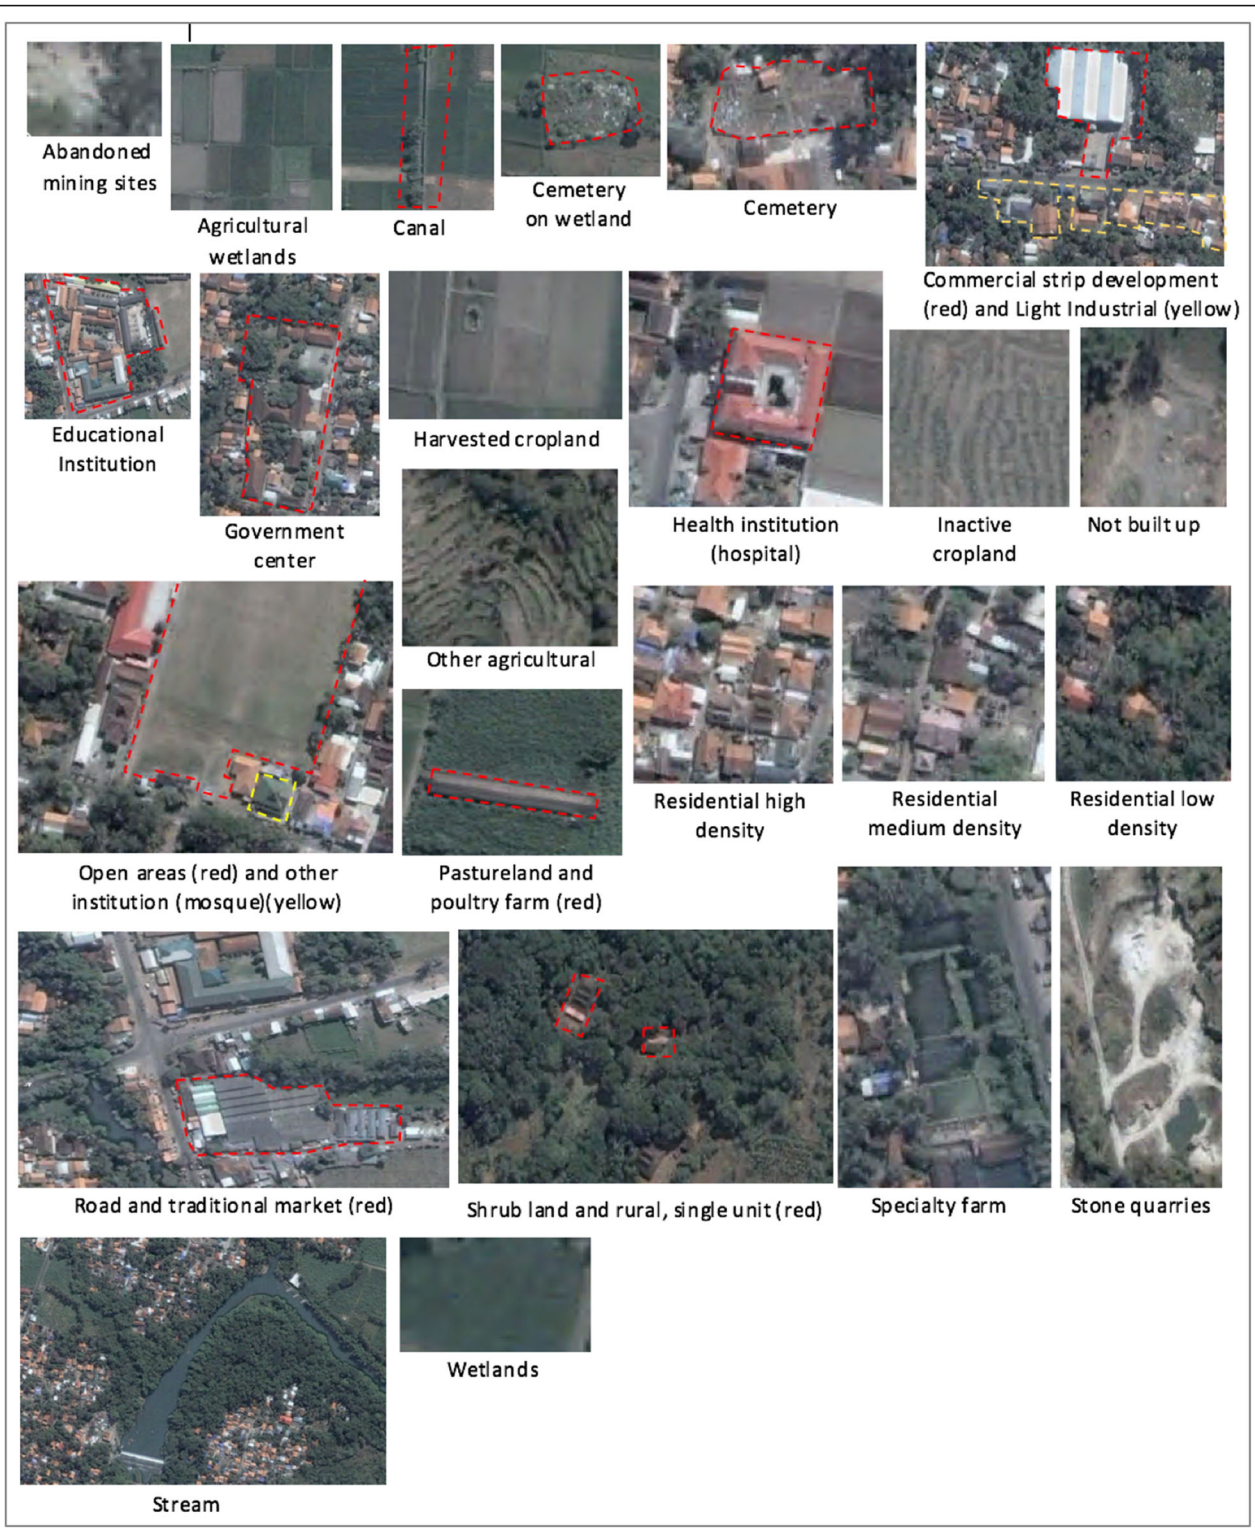 Abandoned
mining sites
Agricultural
wetlands
Canal
Cemetery
on wetland
Cemetery
Commercial strip development
(red) and Light Industrial (yellow)
Educational
Institution
Government
center
Harvested cropland
Health institution
(hospital)
Inactive
cropland
Not built up
Other agricultural
Open areas (red) and other
institution (mosque)(yellow)
Pastureland and
poultry farm (red)
Residential high
density
Residential
medium density
Residential low
density
Road and traditional market (red)
Shrub land and rural, single unit (red)
Specialty farm
Stone quarries
Stream
Wetlands